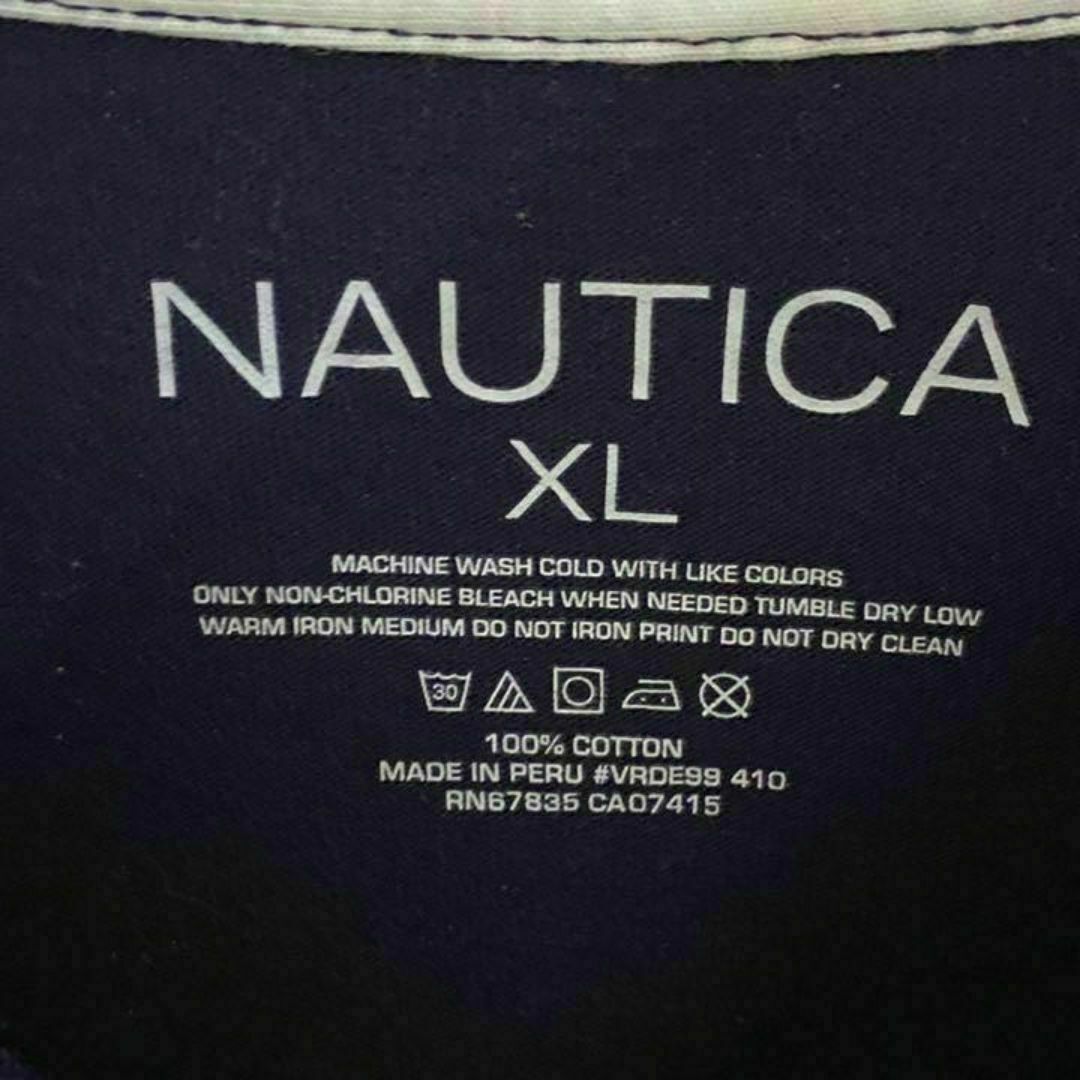 NAUTICA
XL
MACHINE WASH COLD WITH LIKE COLORS
ONLY NON-CHLORINE BLEACH WHEN NEEDED TUMBLE DRY LOW
WARM IRON MEDIUM DO NOT IRON PRINT DO NOT DRY CLEAN
30
100% COTTON
MADE IN PERU #VRDE99 410
RN67835 CA07415